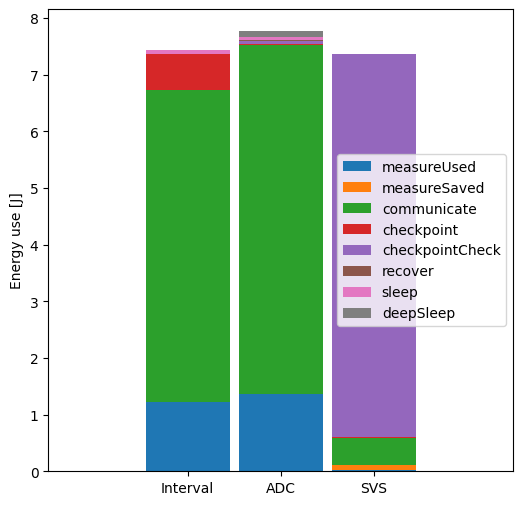 8
7
6
5
4
3
2
1
0
Energy use [J]
measureUsed
measureSaved
communicate
checkpoint
checkpointCheck
recover
sleep
deepSleep
Interval ADC SVS